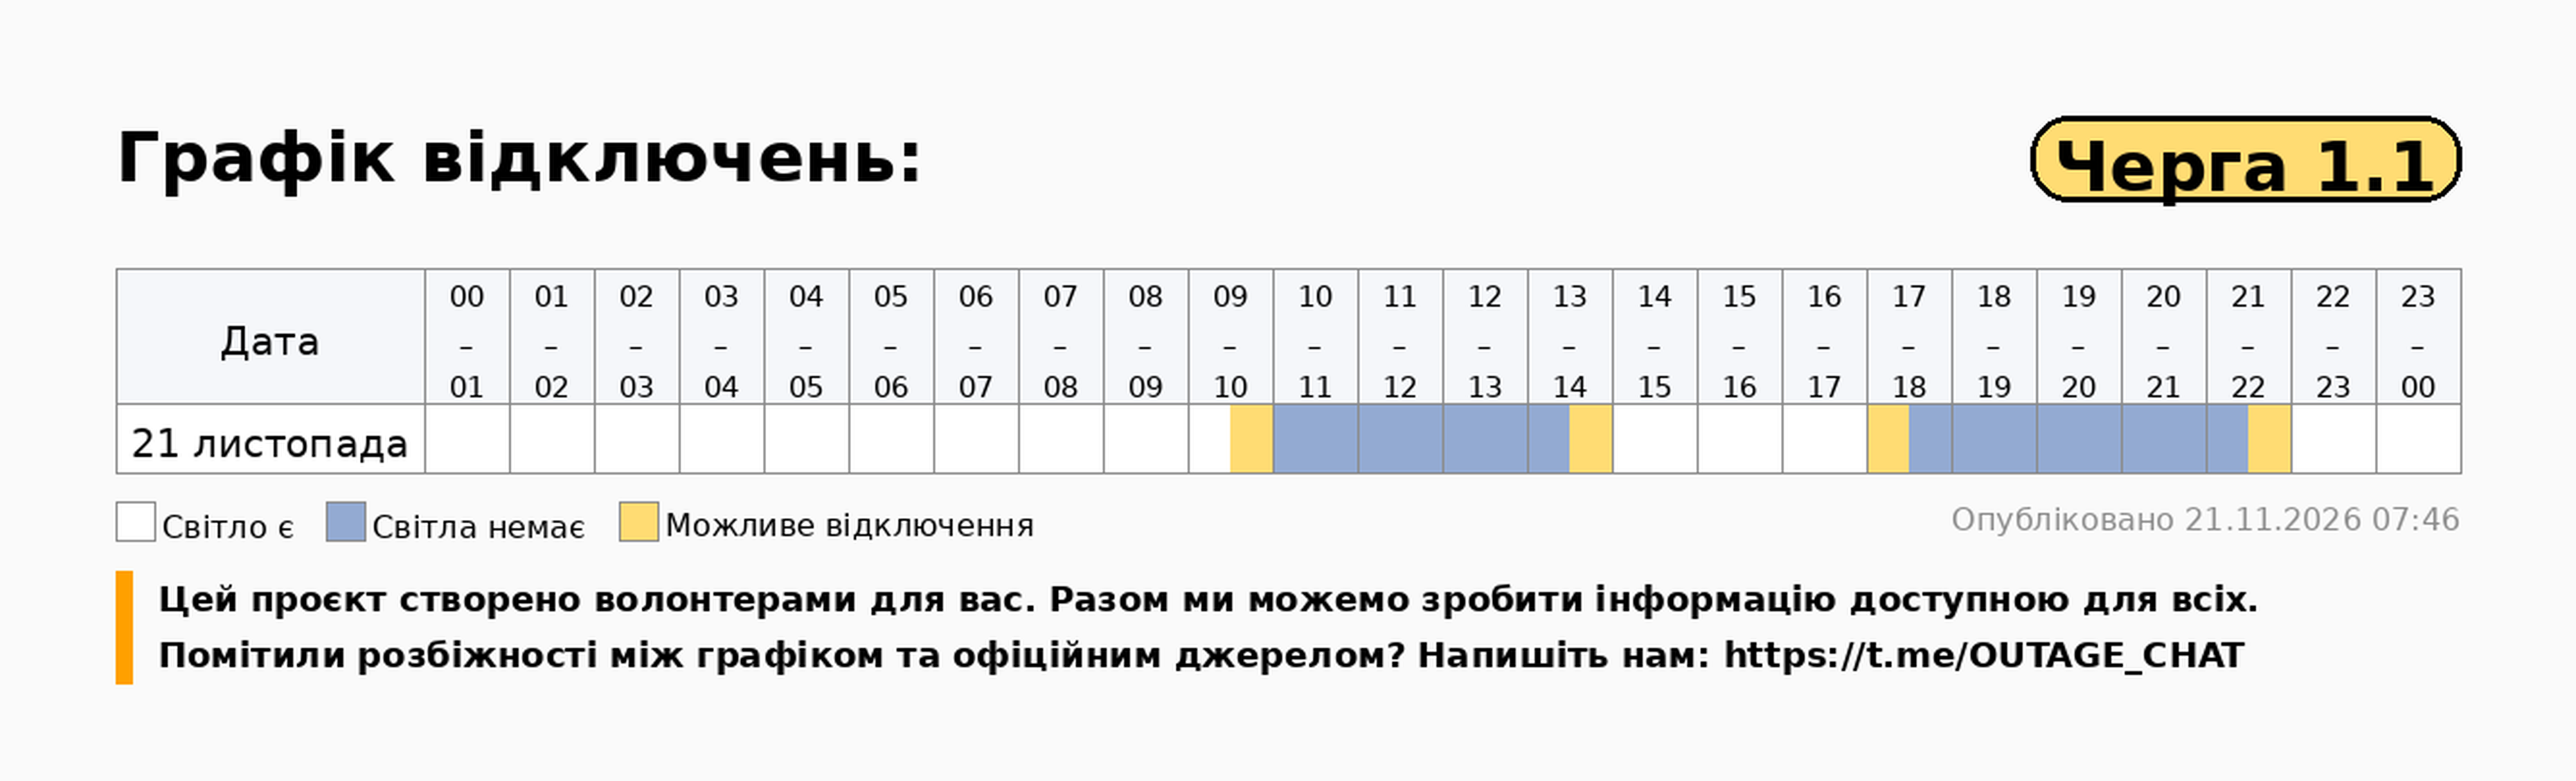 Графік відключень:
Черга 1.1
Дата
00 – 01
01 – 02
02 – 03
03 – 04
04 – 05
05 – 06
06 – 07
07 – 08
08 – 09
09 – 10
10 – 11
11 – 12
12 – 13
13 – 14
14 – 15
15 – 16
16 – 17
17 – 18
18 – 19
19 – 20
20 – 21
21 – 22
22 – 23
23 – 00
21 листопада
Світло є
Світла немає
Можливе відключення
Опубліковано 21.11.2026 07:46
Цей проєкт створено волонтерами для вас. Разом ми можемо зробити інформацію доступною для всіх.
Помітили розбіжності між графіком та офіційним джерелом? Напишіть нам: https://t.me/OUTAGE_CHAT